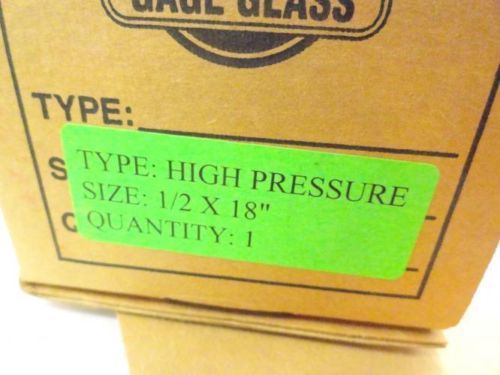 GAGE GLASS
TYPE:
TYPE: HIGH PRESSURE
SIZE: 1/2 X 18"
QUANTITY: 1